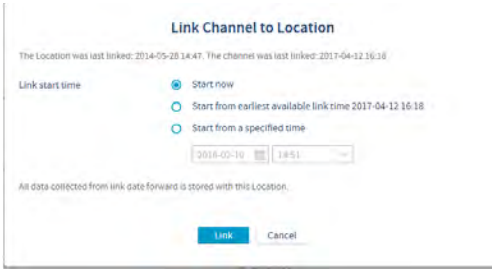 Link Channel to Location
The Location was last linked: 2014-05-28 14:47. The channel was last linked: 2017-04-12 16:18
Link start time
Start now
Start from earliest available link time 2017-04-12 16:18
Start from a specified time
18:51
All data collected from link date forward is stored with this Location.
Link Cancel